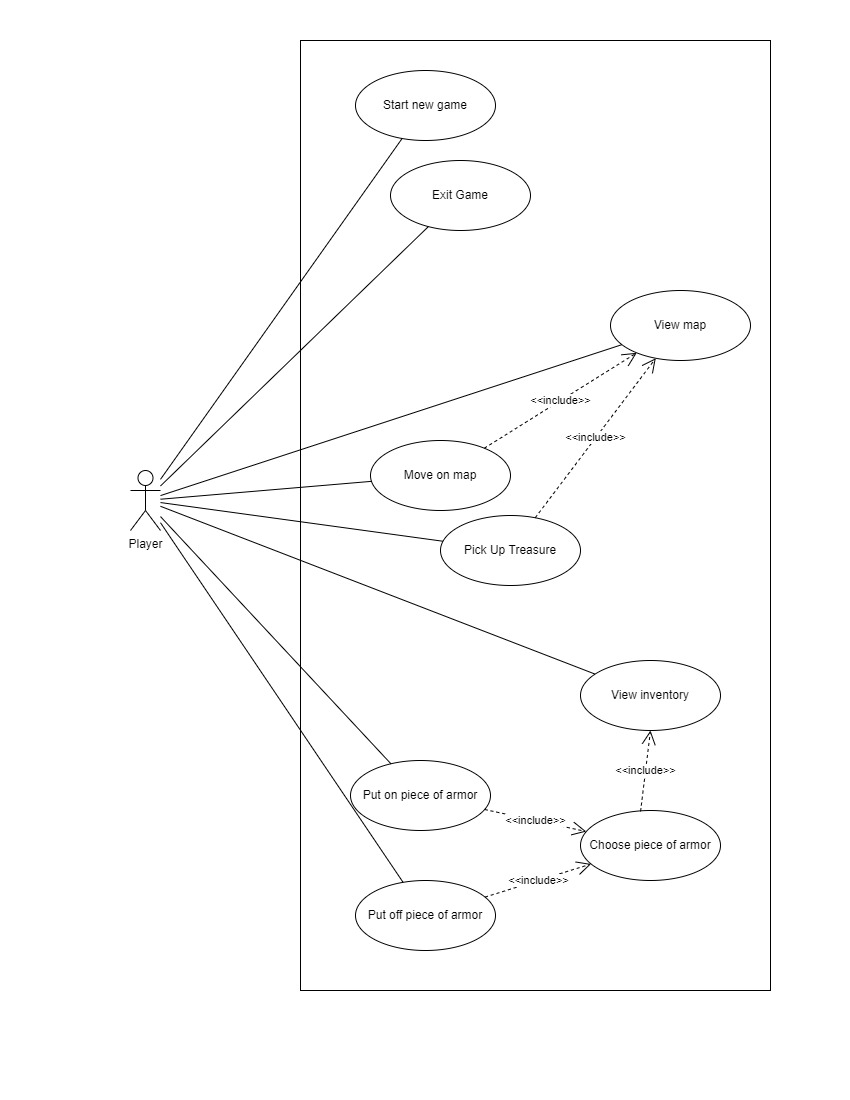 Start new game
Exit Game
View map
<<include>>
<<include>>
Move on map
Pick Up Treasure
Player
View inventory
<<include>>
Put on piece of armor
<<include>>
Choose piece of armor
<<include>>
Put off piece of armor